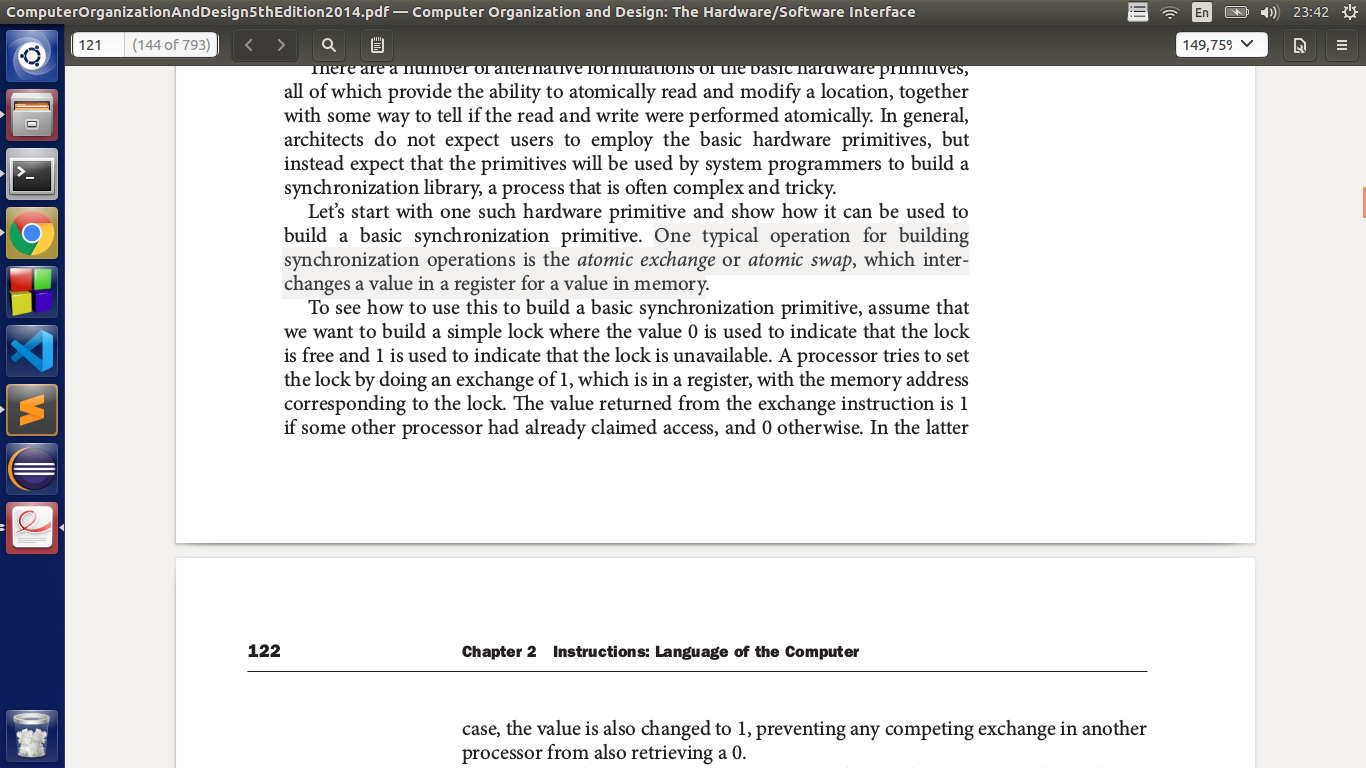 ComputerOrganizationAndDesign5thEdition2014.pdf — Computer Organization and Design: The Hardware/Software Interface
En
23:42
121 (144 of 793)
149,75%
There are a number of alternative formulations of the basic hardware primitives,
all of which provide the ability to atomically read and modify a location, together
with some way to tell if the read and write were performed atomically. In general,
architects do not expect users to employ the basic hardware primitives, but
instead expect that the primitives will be used by system programmers to build a
synchronization library, a process that is often complex and tricky.
Let’s start with one such hardware primitive and show how it can be used to
build a basic synchronization primitive. One typical operation for building
synchronization operations is the atomic exchange or atomic swap, which inter-
changes a value in a register for a value in memory.
To see how to use this to build a basic synchronization primitive, assume that
we want to build a simple lock where the value 0 is used to indicate that the lock
is free and 1 is used to indicate that the lock is unavailable. A processor tries to set
the lock by doing an exchange of 1, which is in a register, with the memory address
corresponding to the lock. The value returned from the exchange instruction is 1
if some other processor had already claimed access, and 0 otherwise. In the latter
122 Chapter 2 Instructions: Language of the Computer
case, the value is also changed to 1, preventing any competing exchange in another
processor from also retrieving a 0.